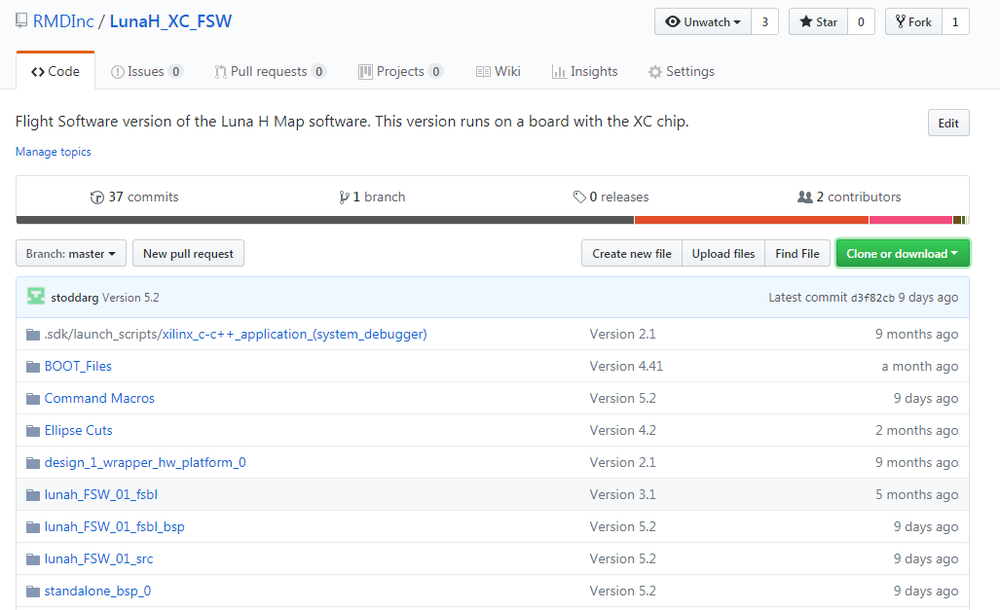 RMDInc / LunaH_XC_FSW Unwatch 3 Star 0 Fork 1
Code Issues 0 Pull requests 0 Projects 0 Wiki Insights Settings
Flight Software version of the Luna H Map software. This version runs on a board with the XC chip. Edit
Manage topics
37 commits 1 branch 0 releases 2 contributors
Branch: master New pull request Create new file Upload files Find File Clone or download
stoddarg Version 5.2 Latest commit d3f82cb 9 days ago
.sdk/launch_scripts/xilinx_c-c++_application_(system_debugger) Version 2.1 9 months ago
BOOT_Files Version 4.41 a month ago
Command Macros Version 5.2 9 days ago
Ellipse Cuts Version 4.2 2 months ago
design_1_wrapper_hw_platform_0 Version 2.1 9 months ago
lunah_FSW_01_fsbl Version 3.1 5 months ago
lunah_FSW_01_fsbl_bsp Version 5.2 9 days ago
lunah_FSW_01_src Version 5.2 9 days ago
standalone_bsp_0 Version 5.2 9 days ago